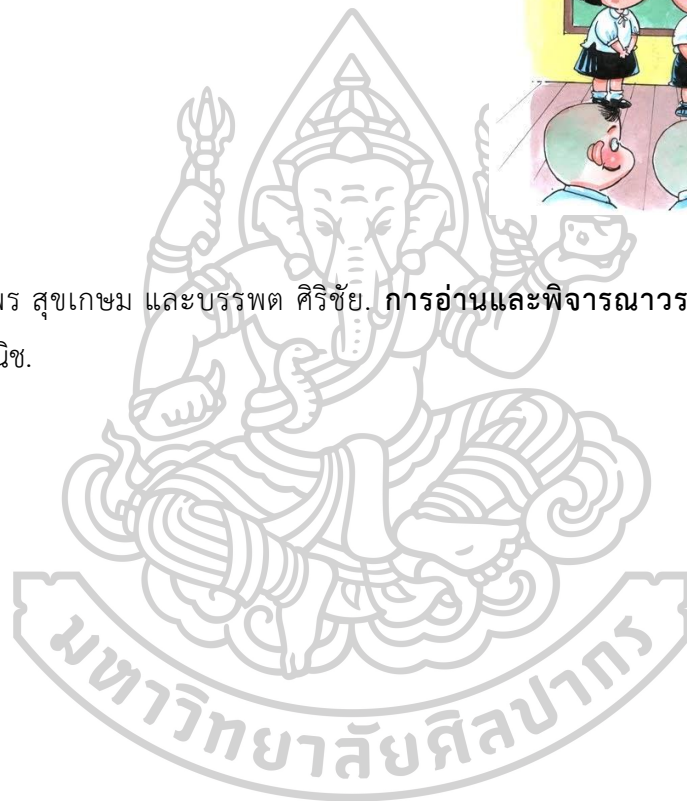 พร สุขเกษม และบรรพต ศิริชัย. การอ่านและพิจารณาวร
นิช.
มหาวิทยาลัยศิลปากร